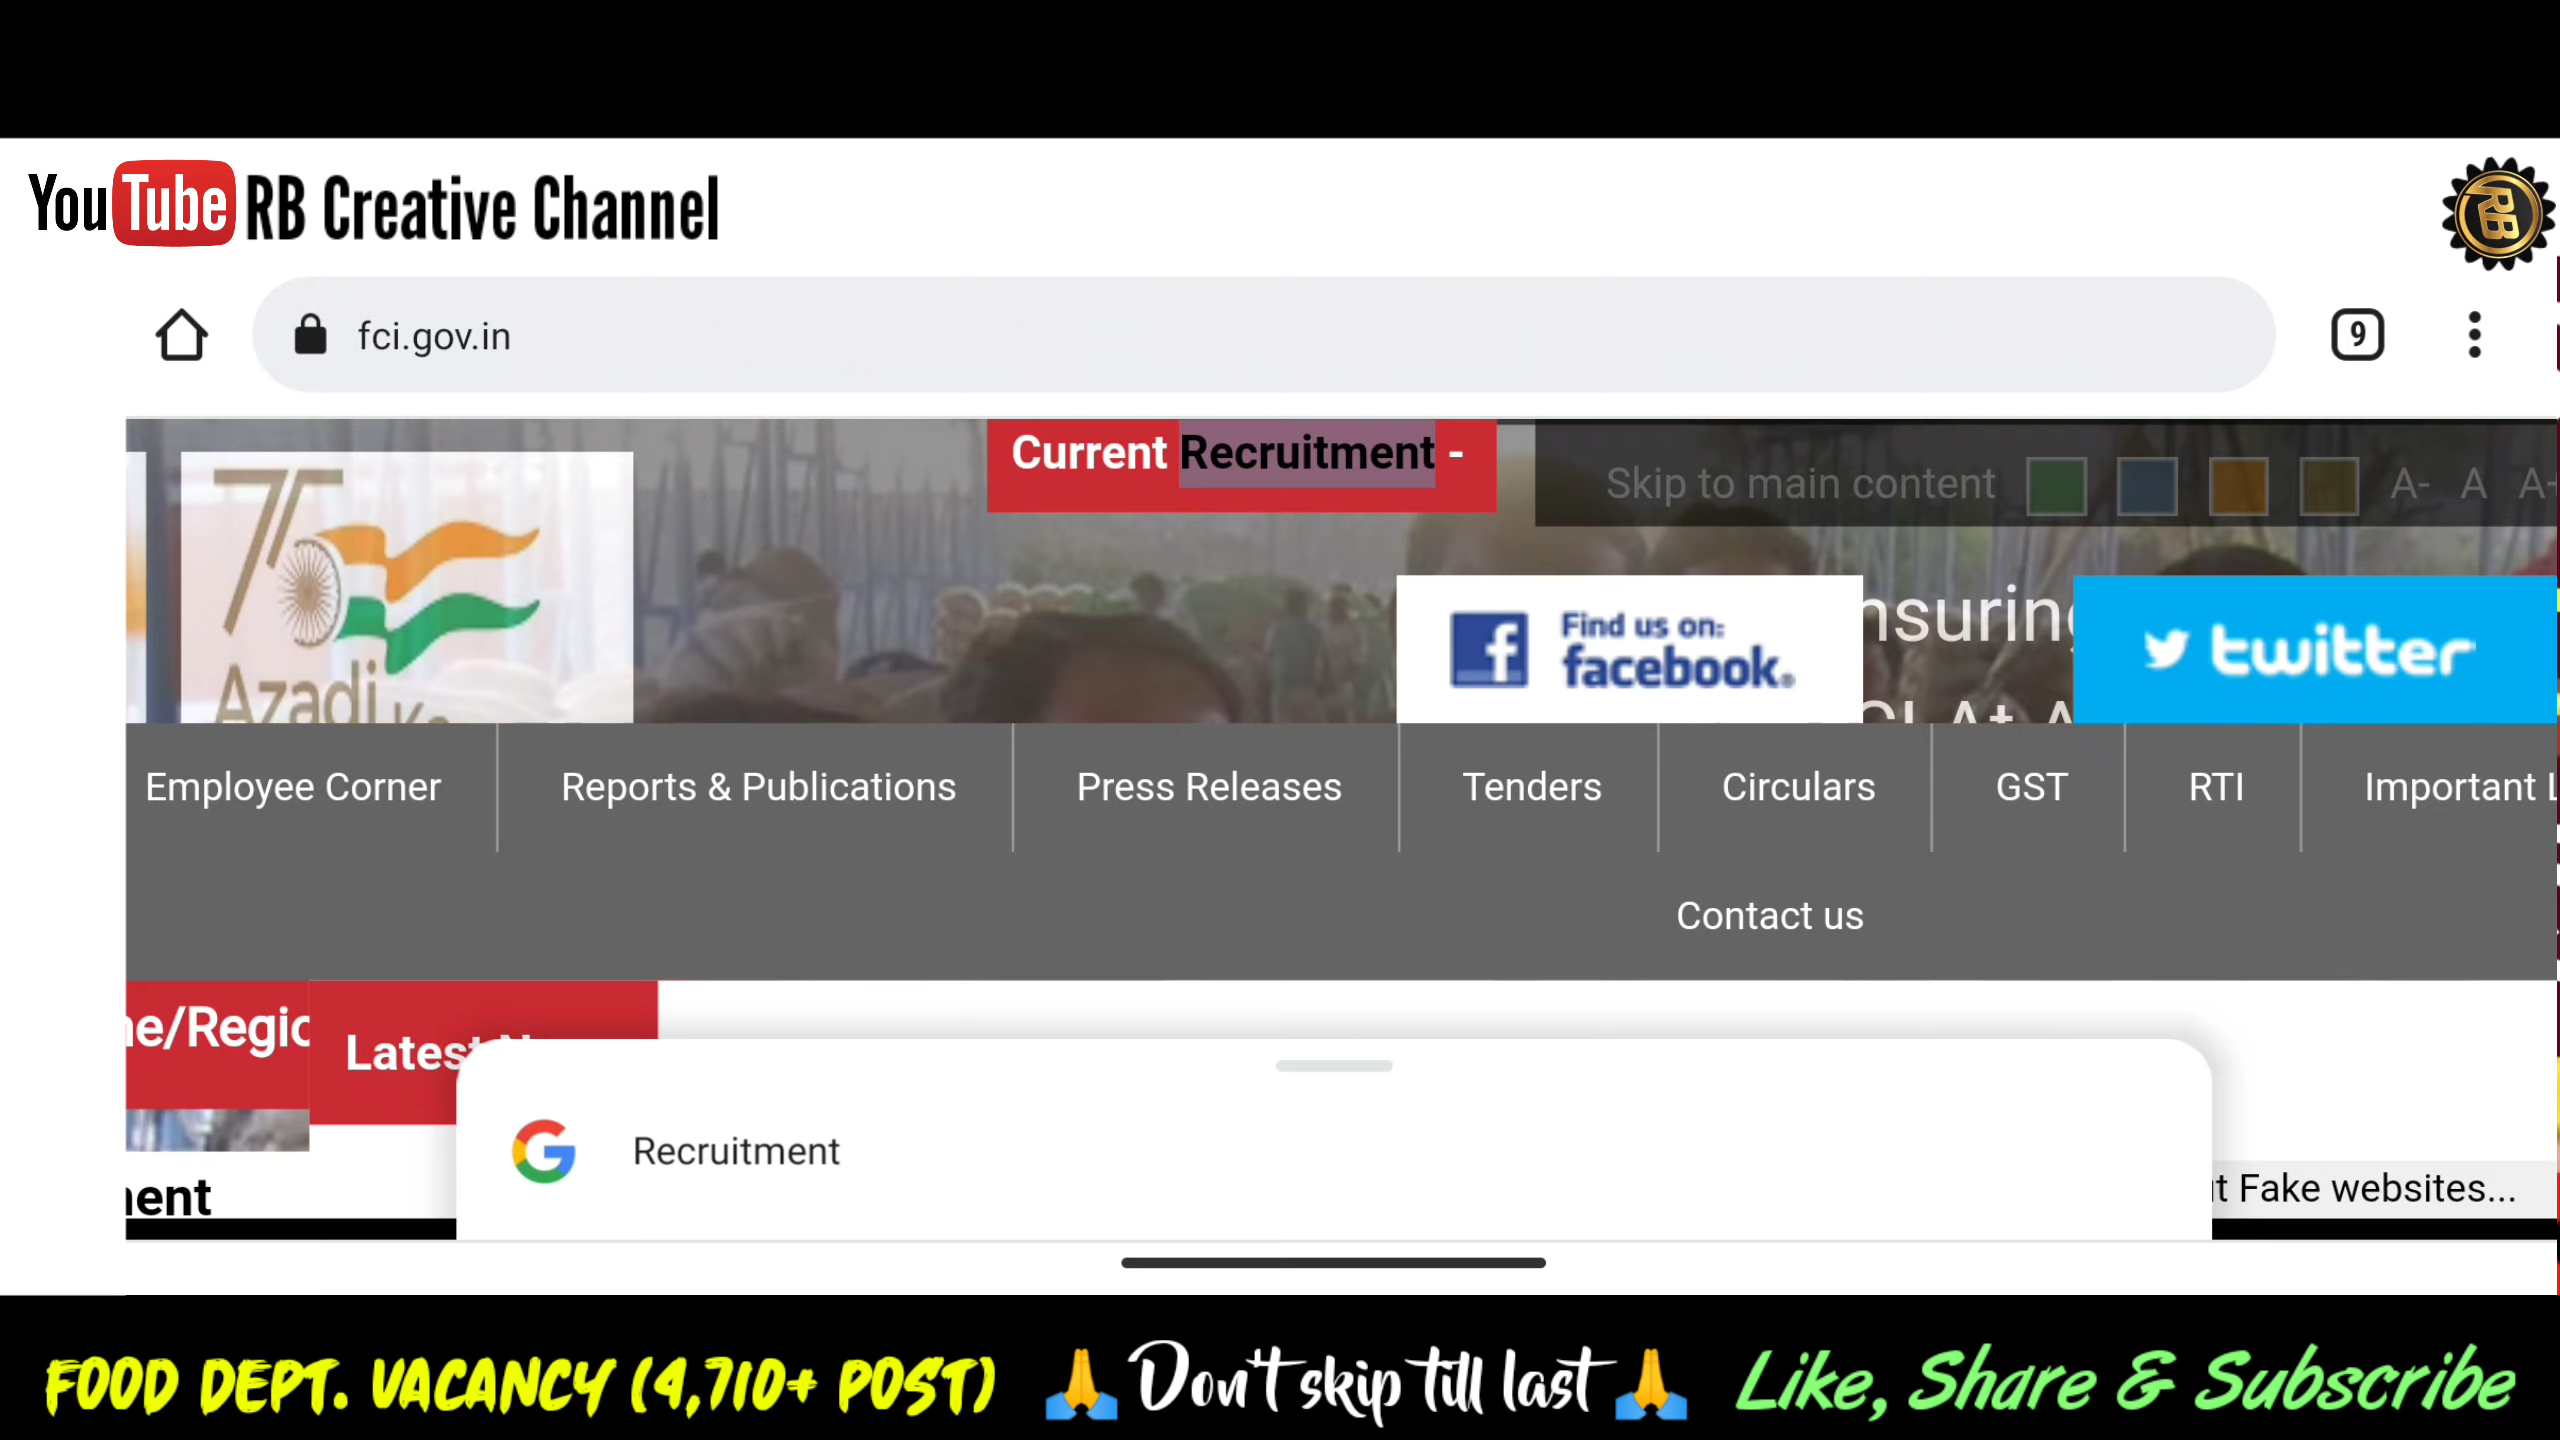 YouTube RB Creative Channel
RB
fci.gov.in
9
Current Recruitment -
Skip to main content A- A
75
Azadi
Find us on:
facebook
twitter
Employee Corner Reports & Publications Press Releases Tenders Circulars GST RTI Important
Contact us
Latest
Recruitment
Fake websites...
FOOD DEPT. VACANCY (4,710+ POST) 🙏Don't skip till last🙏 Like, Share & Subscribe